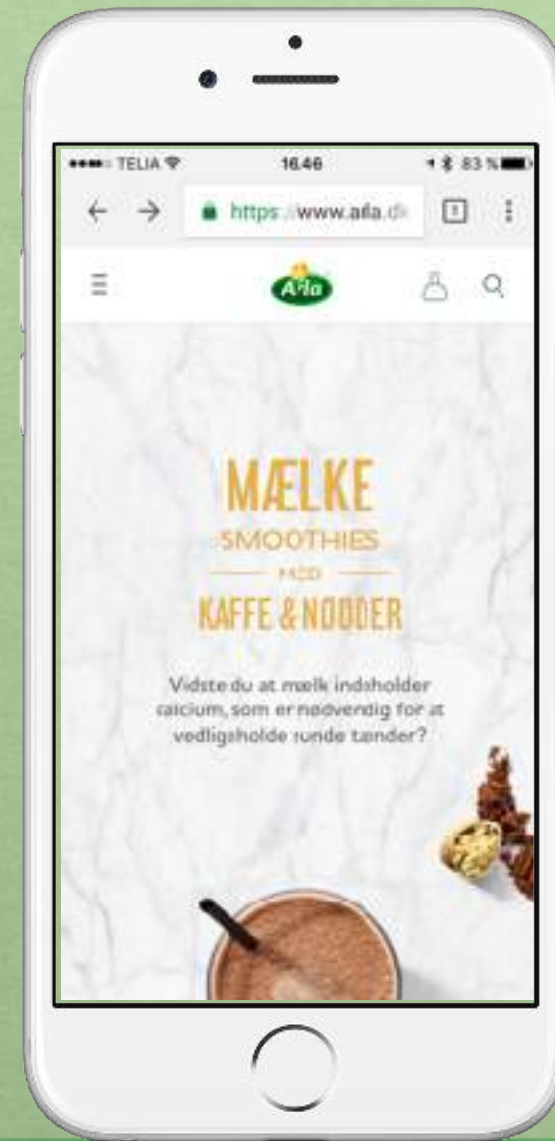 TELIA 16.46 83 %
https://www.arla.dk
Arla
MÆLKE
SMOOTHIES
MED
KAFFE & NØDDER
Vidste du at mælk indeholder
calcium, som er nødvendig for at
vedligeholde sunde tænder?